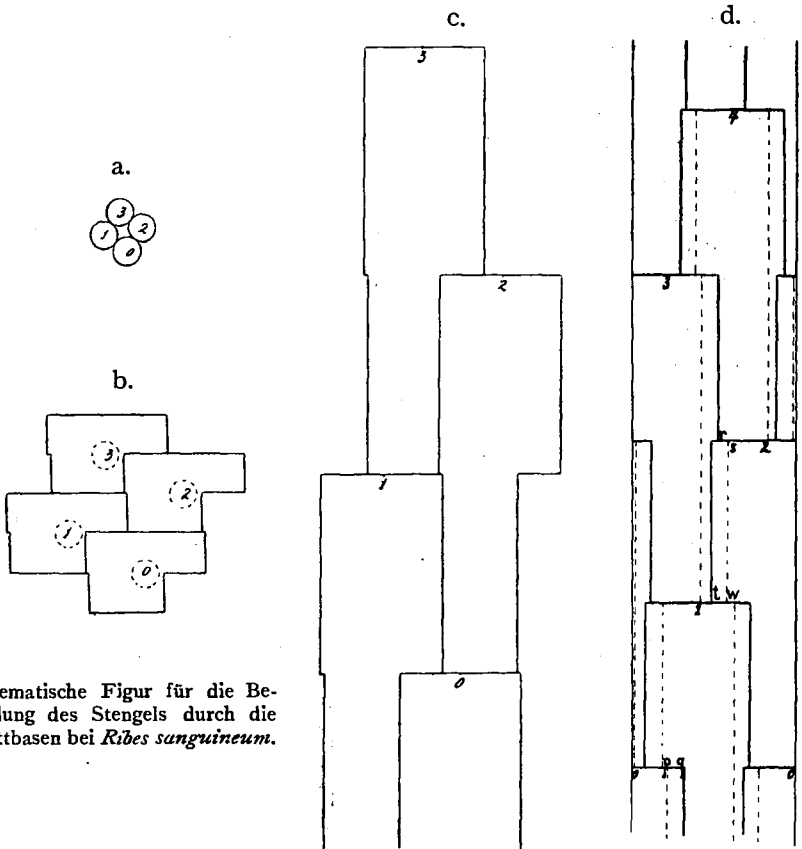 c.
d.
a.
b.
3
1
2
0
3
2
1
0
3
2
1
0
4
3
r
s
2
t
w
1
0
p
q
0
ematische Figur für die Be-
lung des Stengels durch die
ttbasen bei Ribes sanguineum.